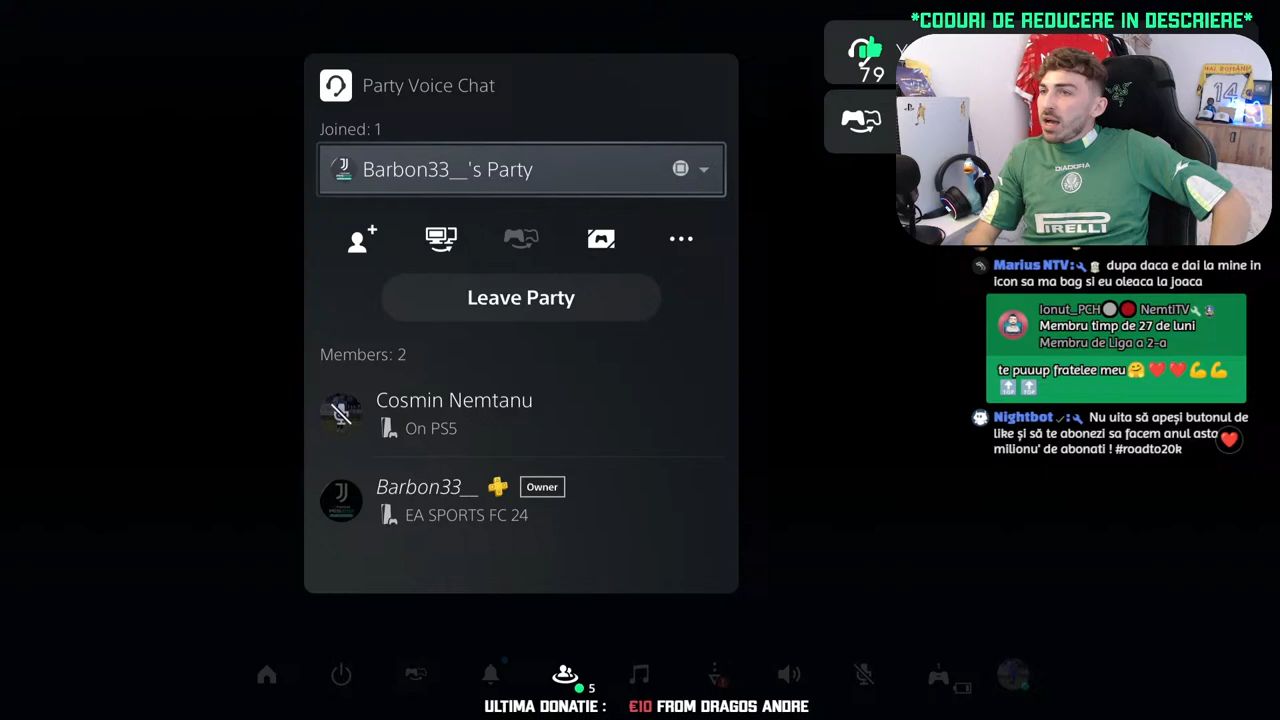 *CODURI DE REDUCERE IN DESCRIERE*
79
Party Voice Chat
Joined: 1
Barbon33__'s Party
Leave Party
Members: 2
Cosmin Nemtanu
On PS5
Barbon33__ Owner
EA SPORTS FC 24
DIADORA
PIRELLI
14
Marius NTV: dupa daca e dai la mine in
icon sa ma bag si eu oleaca la joaca
Ionut_PCH NemtITV
Membru timp de 27 de luni
Membru de Liga a 2-a
te puuup fratelee meu
Nightbot: Nu uita să apeși butonul de
like și să te abonezi sa facem anul asta
milionu' de abonati ! #roadto20k
5
ULTIMA DONATIE : €10 FROM DRAGOS ANDRE